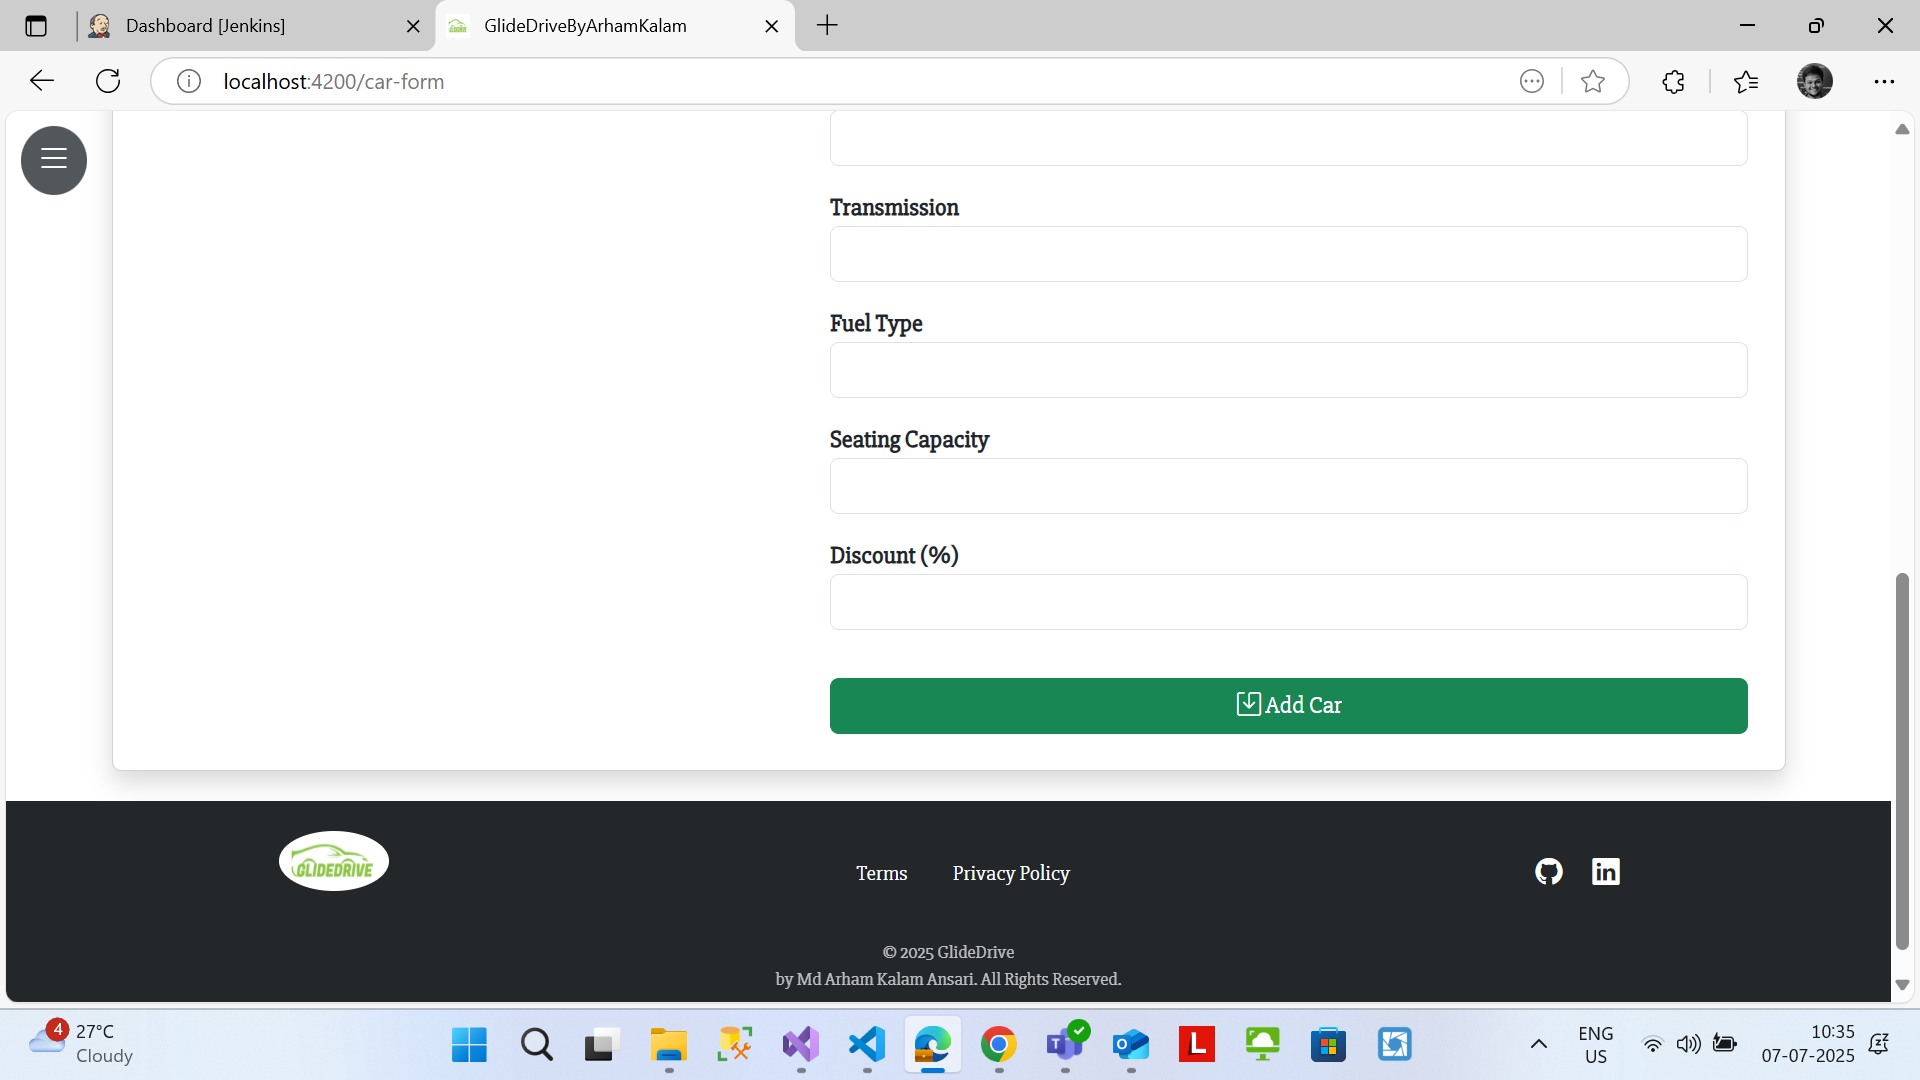 Dashboard [Jenkins]
GlideDriveByArhamKalam
localhost:4200/car-form
Transmission
Fuel Type
Seating Capacity
Discount (%)
Add Car
GLIDEDRIVE
Terms
Privacy Policy
© 2025 GlideDrive
by Md Arham Kalam Ansari. All Rights Reserved.
4
27°C
Cloudy
L
ENG
US
10:35
07-07-2025